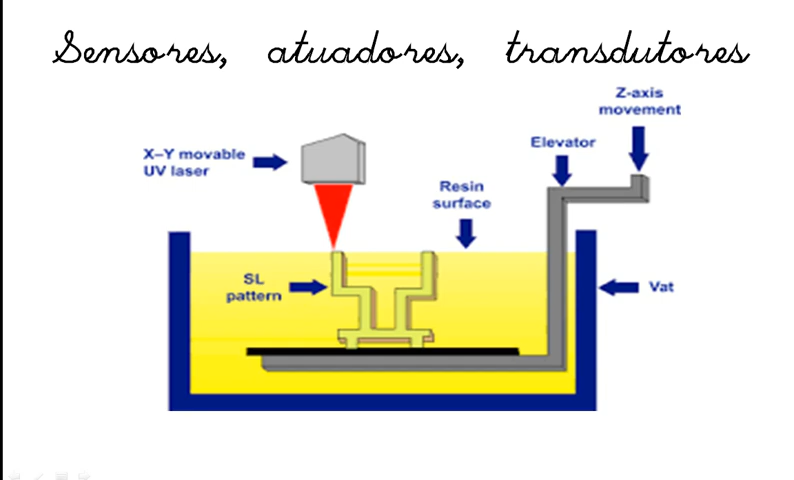 Sensores, atuadores, transdutores
Z-axis
movement
Elevator
X–Y movable
UV laser
Resin
surface
SL
pattern
Vat